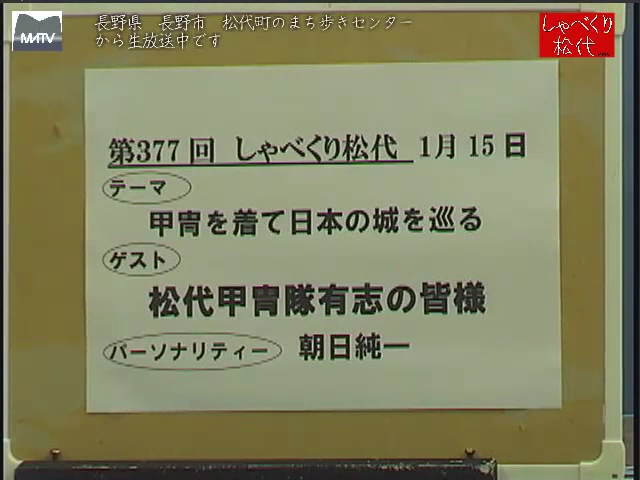 MATV
長野県 長野市 松代町のまち歩きセンター
から生放送中です
しゃべくり
松代
第377回 しゃべくり松代 1月15日
テーマ
甲冑を着て日本の城を巡る
ゲスト
松代甲冑隊有志の皆様
パーソナリティー 朝日純一